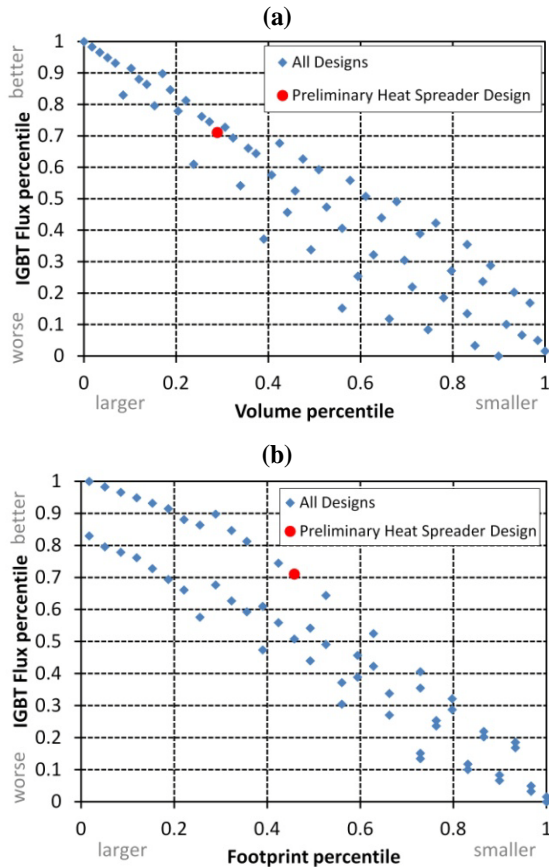 (a)
better
IGBT Flux percentile
worse
1
0.9
0.8
0.7
0.6
0.5
0.4
0.3
0.2
0.1
0
All Designs
Preliminary Heat Spreader Design
0 0.2 0.4 0.6 0.8 1
larger Volume percentile smaller
(b)
better
IGBT Flux percentile
worse
1
0.9
0.8
0.7
0.6
0.5
0.4
0.3
0.2
0.1
0
All Designs
Preliminary Heat Spreader Design
0 0.2 0.4 0.6 0.8 1
larger Footprint percentile smaller